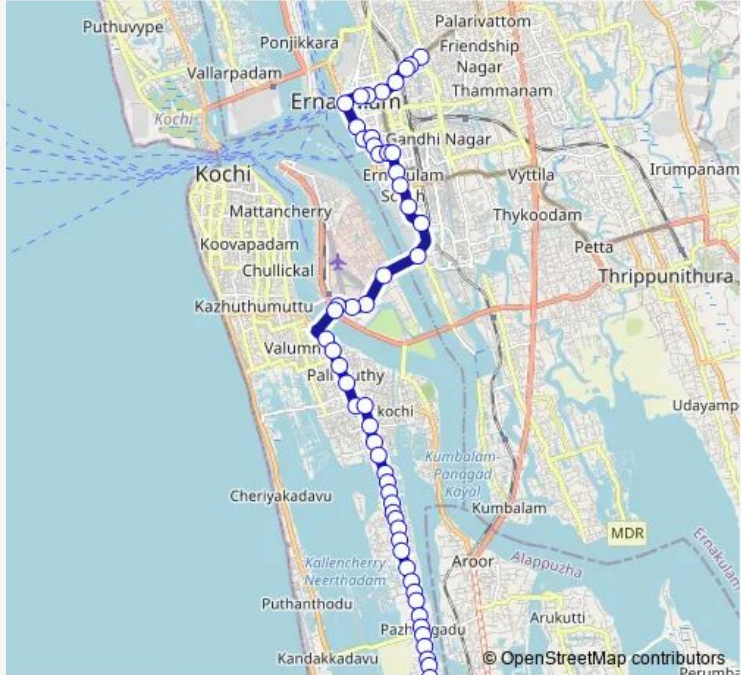 Puthuvype
Palarivattom
Ponjikkara
Friendship
Nagar
Vallarpadam
Thammanam
Kochi
Gandhi Nagar
Kochi
Vyttila
Irumpanam
Mattancherry
Thykoodam
Koovapadam
Petta
Chullickal
Thrippunithura
Kazhuthumuttu
Udayamp
Kumbalam-
Panagad
Kayal
Cheriyakadavu
Kumbalam
MDR
Ernakulam
Aroor
Alappuzha
Kallencherry
Neerthadam
Puthanthodu
Arukutti
Kandakkadavu
© OpenStreetMap contributors